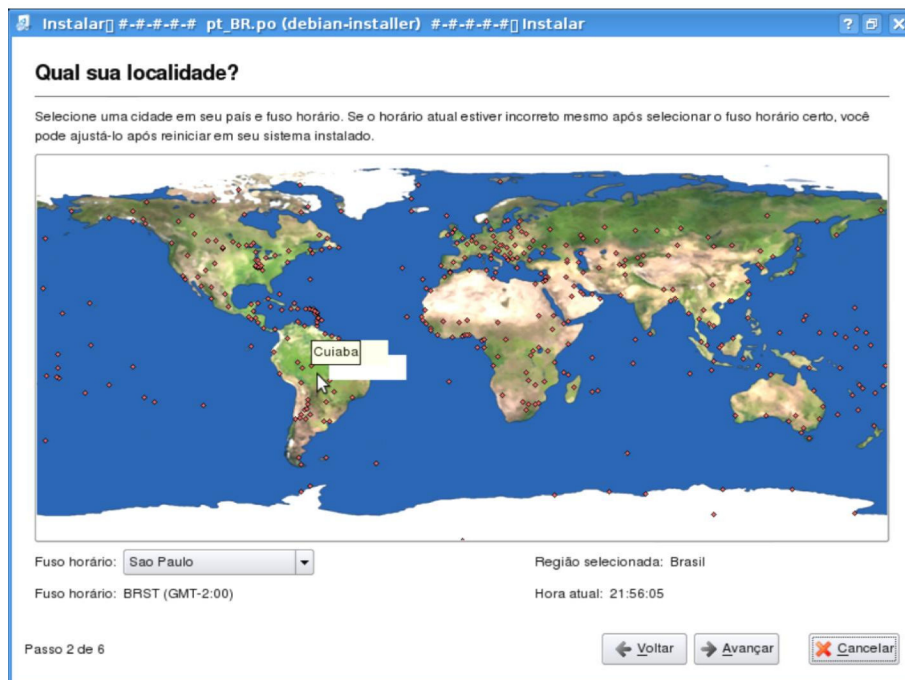 Instalar▯ #-#-#-#-# pt_BR.po (debian-installer) #-#-#-#-#▯ Instalar
Qual sua localidade?
Selecione uma cidade em seu país e fuso horário. Se o horário atual estiver incorreto mesmo após selecionar o fuso horário certo, você
pode ajustá-lo após reiniciar em seu sistema instalado.
Cuiaba
Fuso horário: Sao Paulo
Região selecionada: Brasil
Fuso horário: BRST (GMT-2:00)
Hora atual: 21:56:05
Passo 2 de 6
Voltar
Avançar
Cancelar